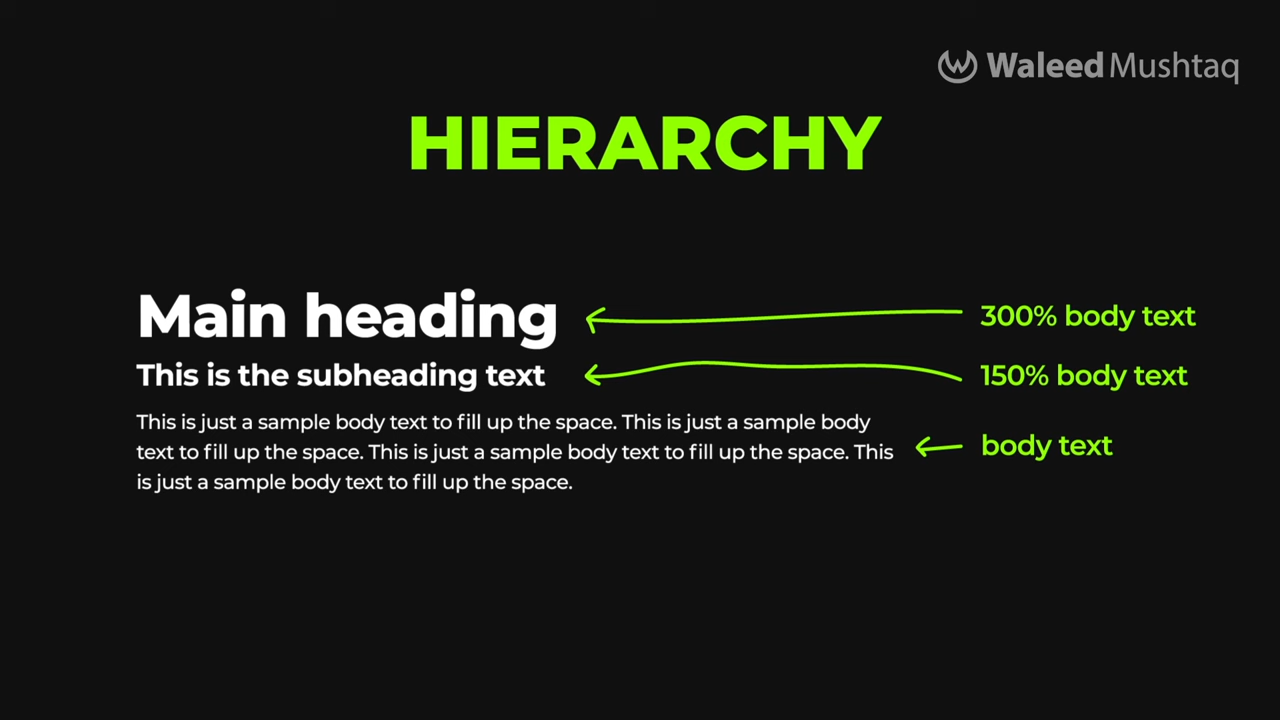 Waleed Mushtaq
HIERARCHY
Main heading
300% body text
This is the subheading text
150% body text
This is just a sample body text to fill up the space. This is just a sample body
text to fill up the space. This is just a sample body text to fill up the space. This
is just a sample body text to fill up the space.
body text